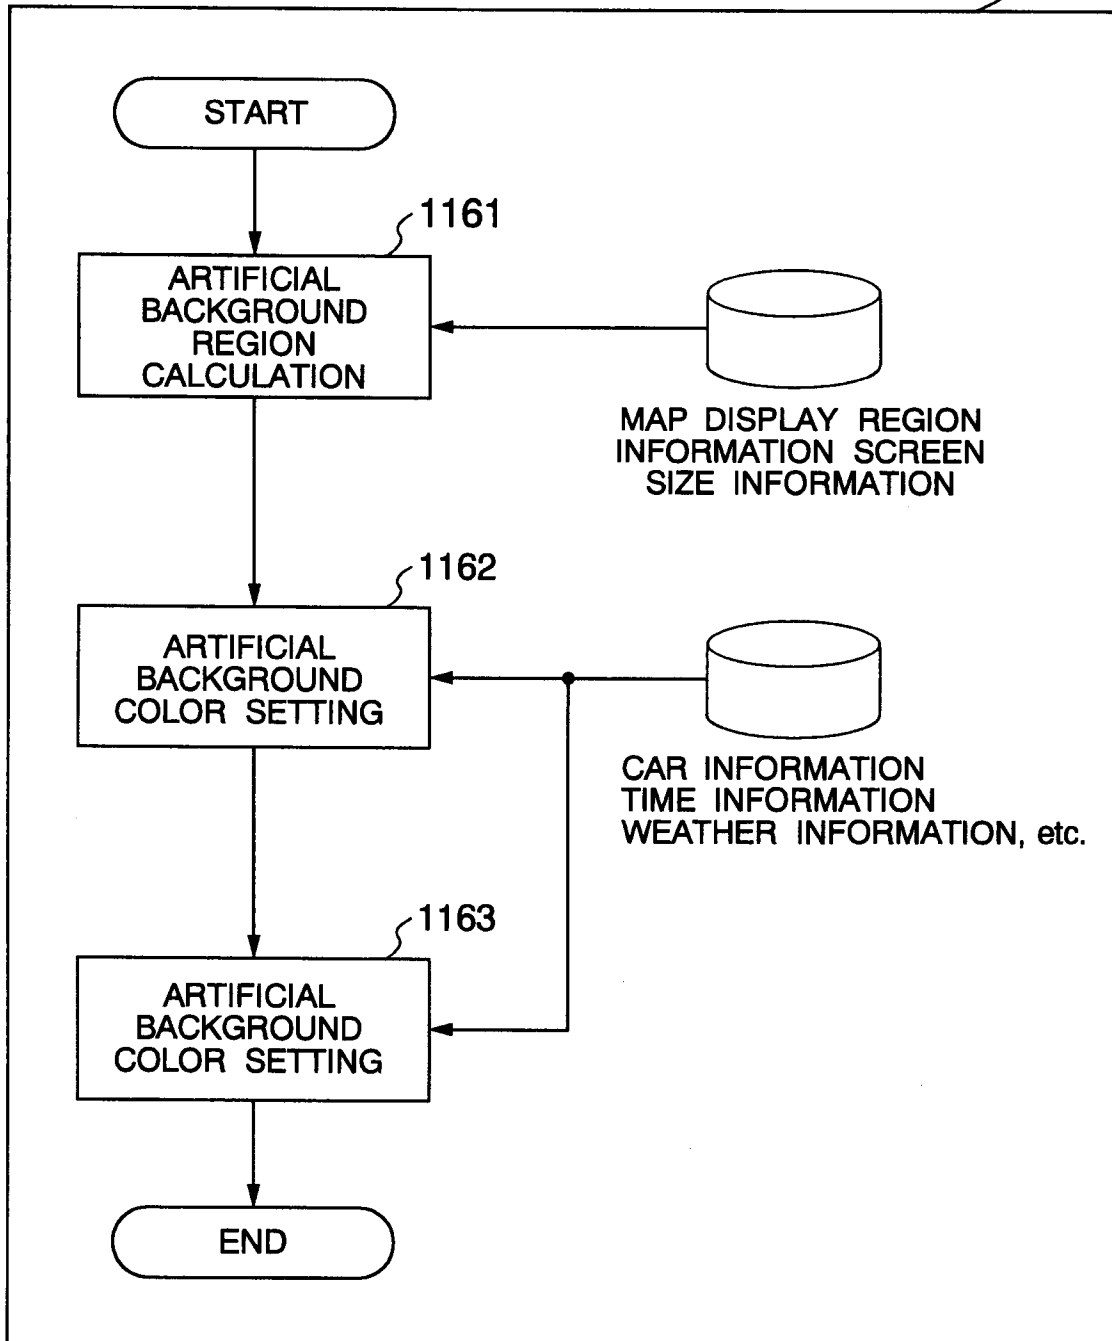 START
1161
ARTIFICIAL
BACKGROUND
REGION
CALCULATION
MAP DISPLAY REGION
INFORMATION SCREEN
SIZE INFORMATION
1162
ARTIFICIAL
BACKGROUND
COLOR SETTING
CAR INFORMATION
TIME INFORMATION
WEATHER INFORMATION, etc.
1163
ARTIFICIAL
BACKGROUND
COLOR SETTING
END